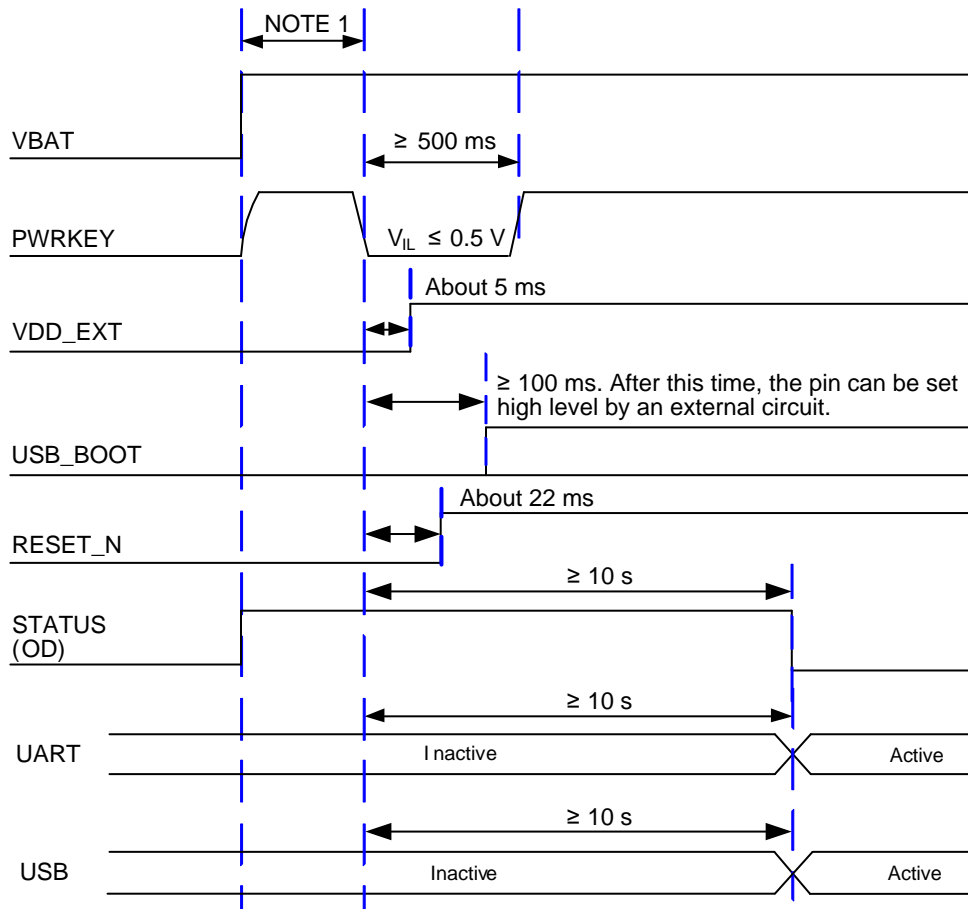 NOTE 1
VBAT
≥ 500 ms
PWRKEY
VIL ≤ 0.5 V
About 5 ms
VDD_EXT
≥ 100 ms. After this time, the pin can be set
high level by an external circuit.
USB_BOOT
About 22 ms
RESET_N
≥ 10 s
STATUS
(OD)
≥ 10 s
UART
Inactive
Active
≥ 10 s
USB
Inactive
Active